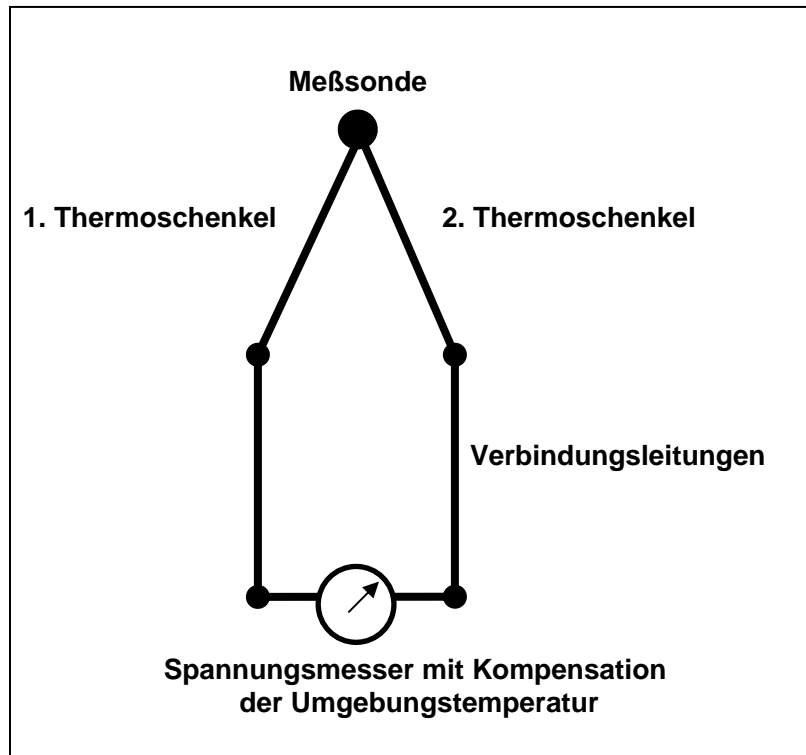 Meßsonde
1. Thermoschenkel
2. Thermoschenkel
Verbindungsleitungen
Spannungsmesser mit Kompensation
der Umgebungstemperatur